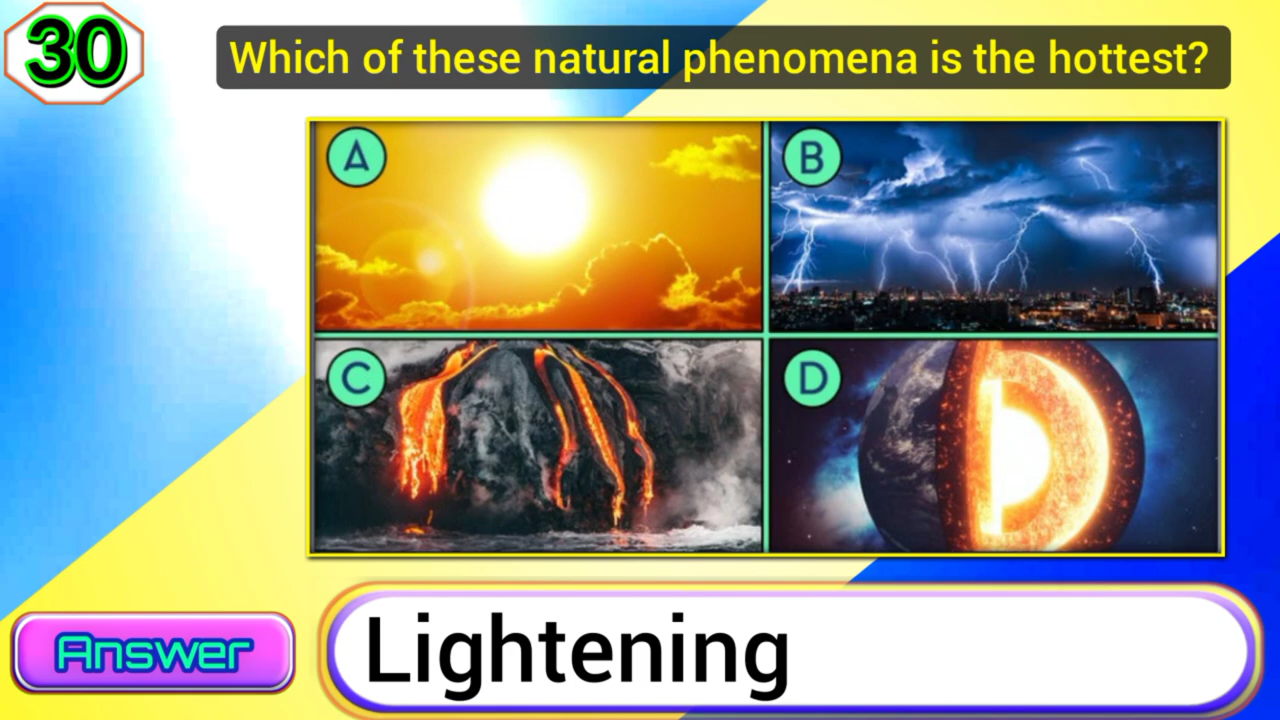 30
Which of these natural phenomena is the hottest?
A
B
C
D
Answer
Lightening